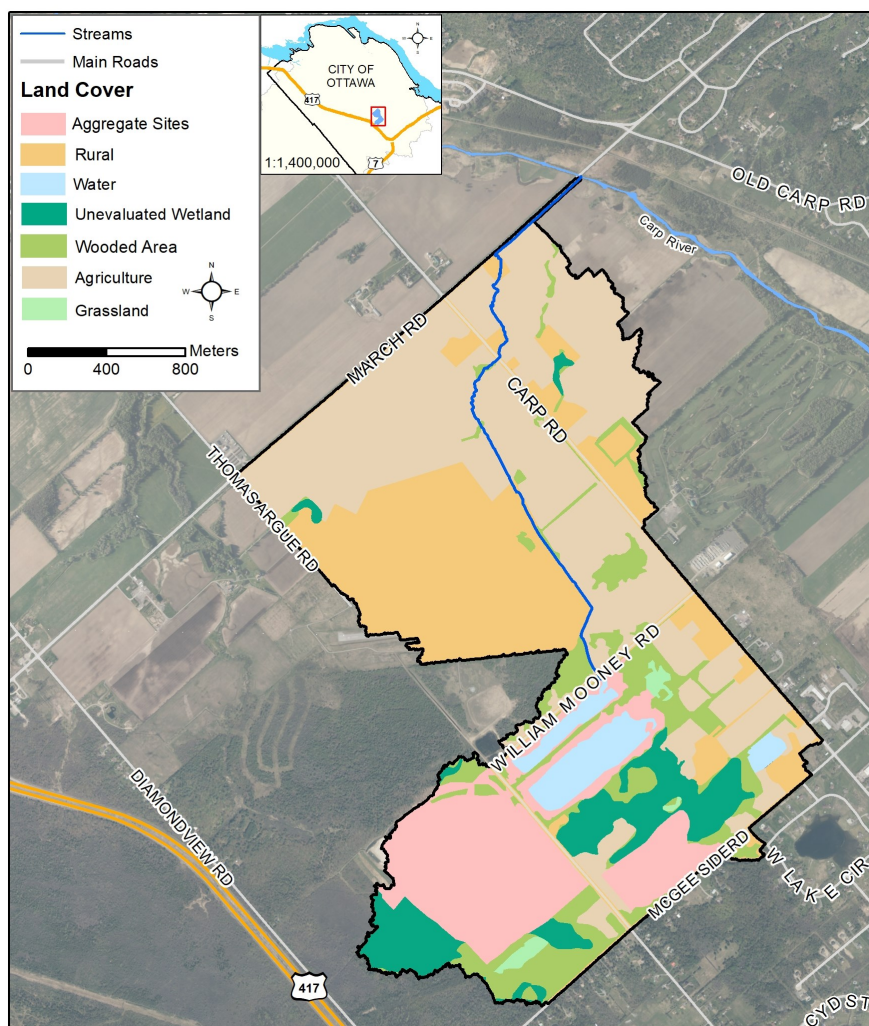 Streams
Main Roads
Land Cover
Aggregate Sites
Rural
Water
Unevaluated Wetland
Wooded Area
Agriculture
Grassland
N
W E
S
Meters
0 400 800
CITY OF
OTTAWA
N
W E
S
417
7
1:1,400,000
OLD CARP RD
Carp River
MARCH RD
CARP RD
THOMAS ARGUE RD
WILLIAM MOONEY RD
DIAMONDVIEW RD
MCGEE SIDERD
W LAKE CIR
417
CYD ST